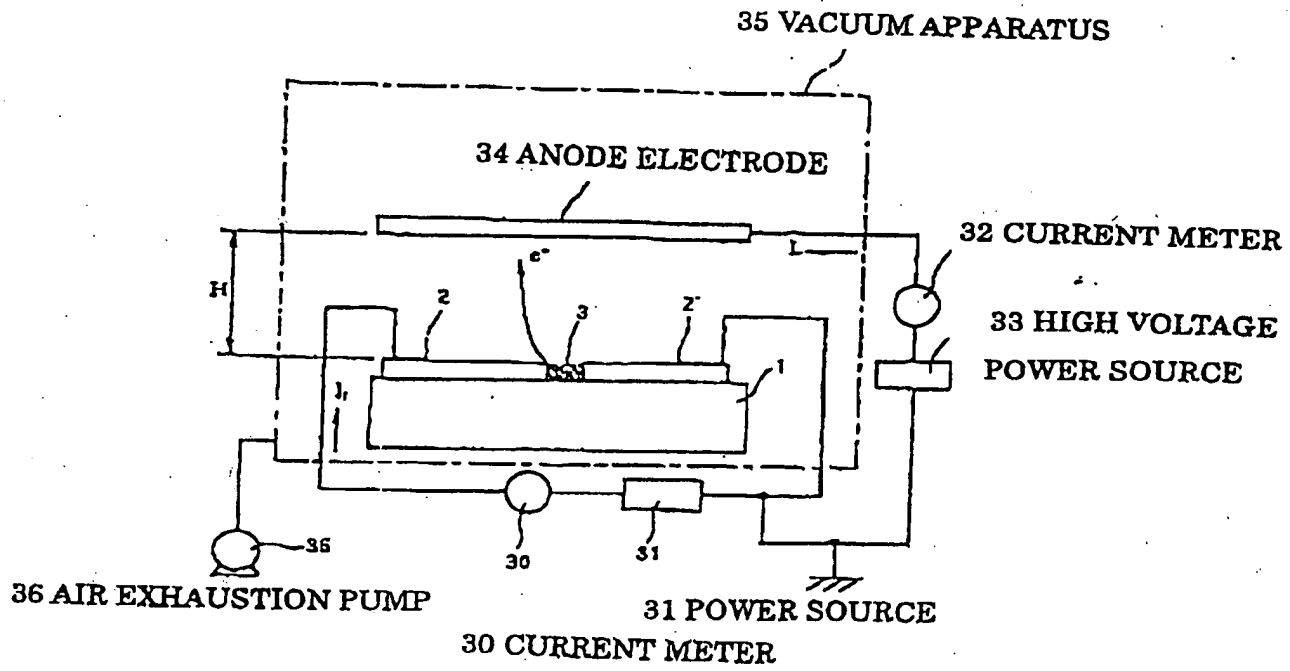 35 VACUUM APPARATUS
34 ANODE ELECTRODE
32 CURRENT METER
e-
H
2
3
2'
33 HIGH VOLTAGE
POWER SOURCE
1
36
30
31
36 AIR EXHAUSTION PUMP
31 POWER SOURCE
30 CURRENT METER